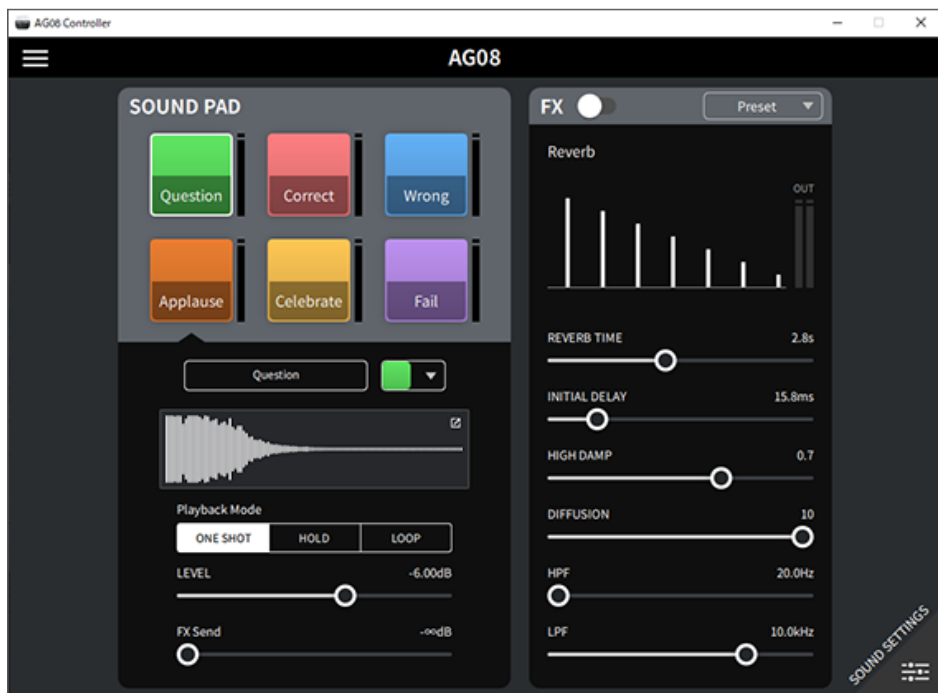 AG08 Controller
AG08
SOUND PAD
Question
Correct
Wrong
Applause
Celebrate
Fail
Question
Playback Mode
ONE SHOT
HOLD
LOOP
LEVEL -6.00dB
FX Send -∞dB
FX
Preset
Reverb
OUT
REVERB TIME 2.8s
INITIAL DELAY 15.8ms
HIGH DAMP 0.7
DIFFUSION 10
HPF 20.0Hz
LPF 10.0kHz
SOUND SETTINGS